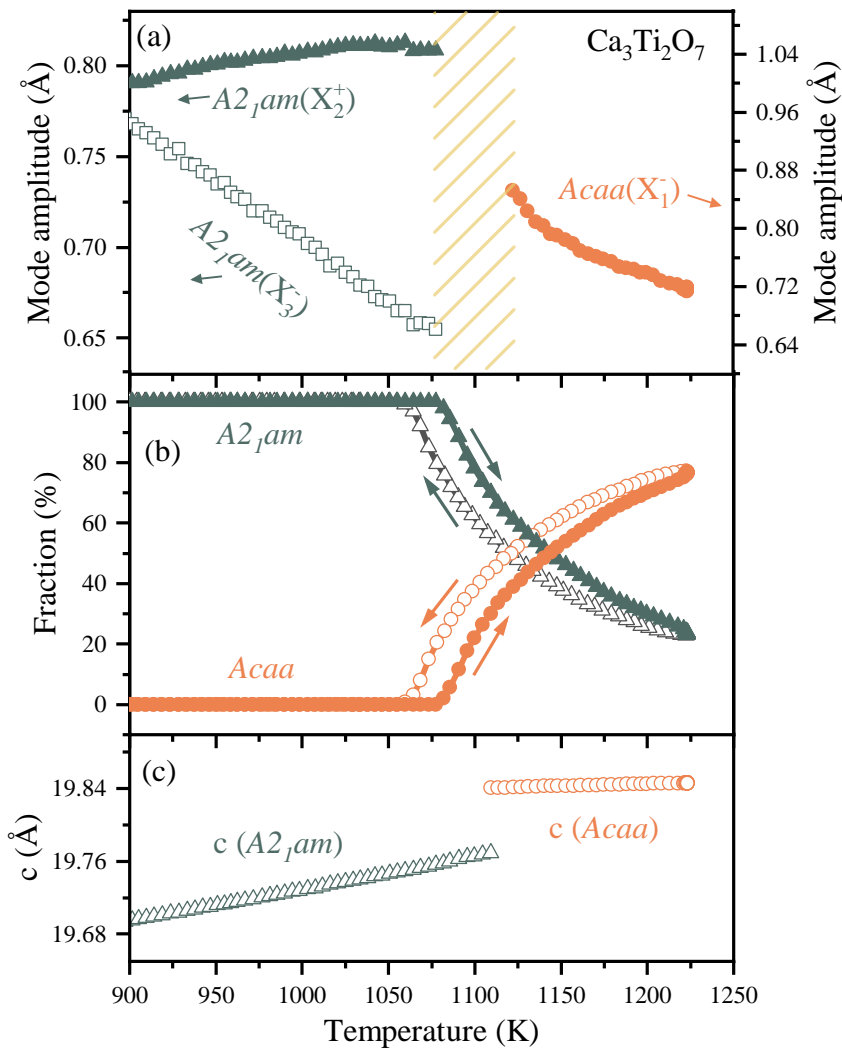 (a)
Ca₃Ti₂O₇
A2₁am(X₂⁺)
A2₁am(X₃⁻)
Acaa(X₁⁻)
Mode amplitude (Å)
0.80
0.75
0.70
0.65
Mode amplitude (Å)
1.04
0.96
0.88
0.80
0.72
0.64
(b)
A2₁am
Acaa
Fraction (%)
100
80
60
40
20
0
(c)
c (A2₁am)
c (Acaa)
c (Å)
19.84
19.76
19.68
900
950
1000
1050
1100
1150
1200
1250
Temperature (K)